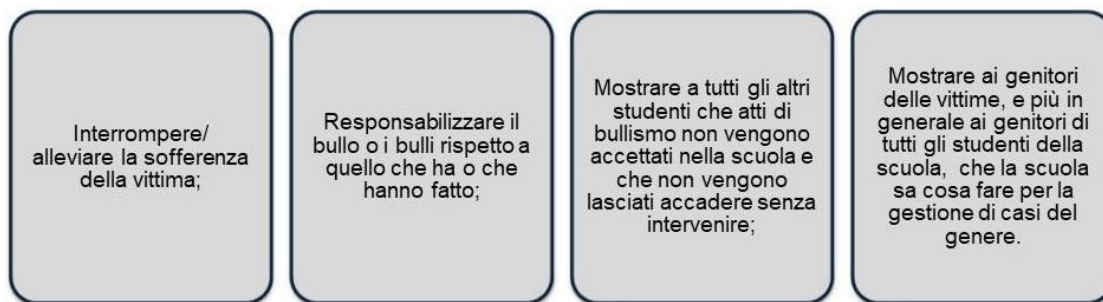 Interrompere/
alleviare la sofferenza
della vittima;
Responsabilizzare il
bullo o i bulli rispetto a
quello che ha o che
hanno fatto;
Mostrare a tutti gli altri
studenti che atti di
bullismo non vengono
accettati nella scuola e
che non vengono
lasciati accadere senza
intervenire;
Mostrare ai genitori
delle vittime, e più in
generale ai genitori di
tutti gli studenti della
scuola, che la scuola
sa cosa fare per la
gestione di casi del
genere.